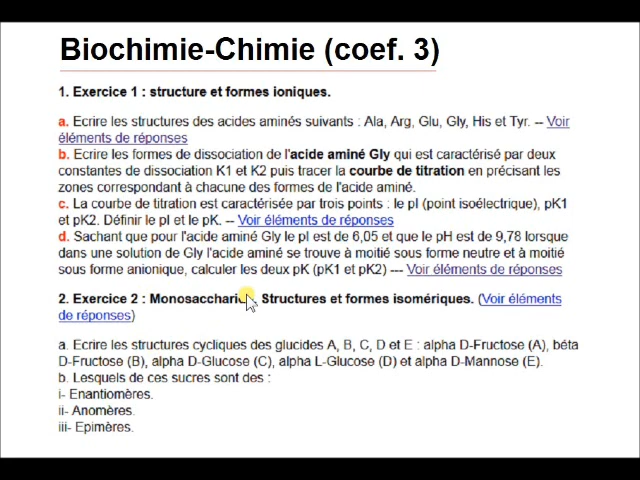 Biochimie-Chimie (coef. 3)
1. Exercice 1 : structure et formes ioniques.
a. Ecrire les structures des acides aminés suivants : Ala, Arg, Glu, Gly, His et Tyr. -- Voir
éléments de réponses
b. Ecrire les formes de dissociation de l'acide aminé Gly qui est caractérisé par deux
constantes de dissociation K1 et K2 puis tracer la courbe de titration en précisant les
zones correspondant à chacune des formes de l'acide aminé.
c. La courbe de titration est caractérisée par trois points : le pI (point isoélectrique), pK1
et pK2. Définir le pI et le pK. -- Voir éléments de réponses
d. Sachant que pour l'acide aminé Gly le pI est de 6,05 et que le pH est de 9,78 lorsque
dans une solution de Gly l'acide aminé se trouve à moitié sous forme neutre et à moitié
sous forme anionique, calculer les deux pK (pK1 et pK2) --- Voir éléments de réponses
2. Exercice 2 : Structures et formes isomériques. (Voir éléments
de réponses)
a. Ecrire les structures cycliques des glucides A, B, C, D et E : alpha D-Fructose (A), béta
D-Fructose (B), alpha D-Glucose (C), alpha L-Glucose (D) et alpha D-Mannose (E).
b. Lesquels de ces sucres sont des :
i- Enantiomères.
ii- Anomères.
iii- Epimères.